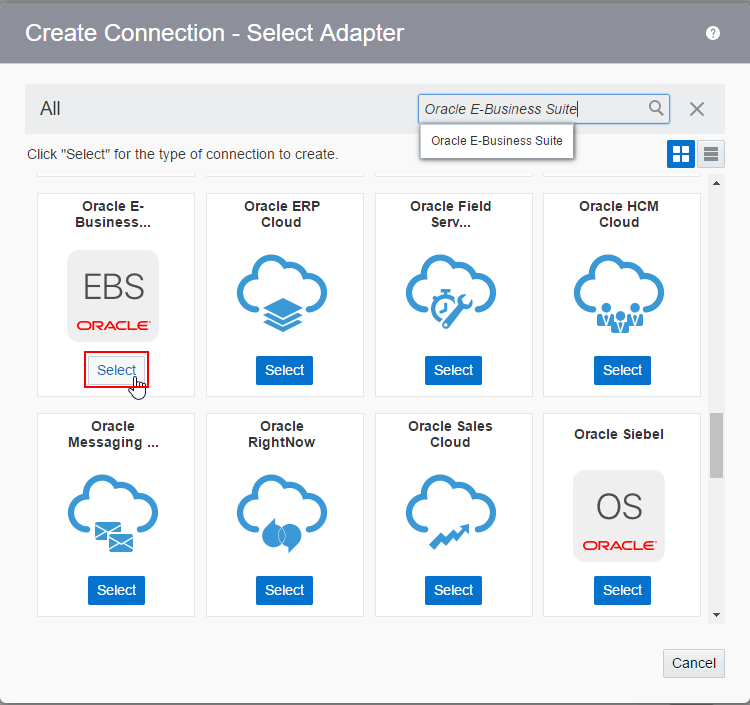 Create Connection - Select Adapter
?
All
Oracle E-Business Suite
Oracle E-Business Suite
Click "Select" for the type of connection to create.
Oracle E-
Business...
EBS
ORACLE
Select
Oracle ERP
Cloud
Select
Oracle Field
Serv...
Select
Oracle HCM
Cloud
Select
Oracle
Messaging ...
Select
Oracle
RightNow
Select
Oracle Sales
Cloud
Select
Oracle Siebel
OS
ORACLE
Select
Cancel